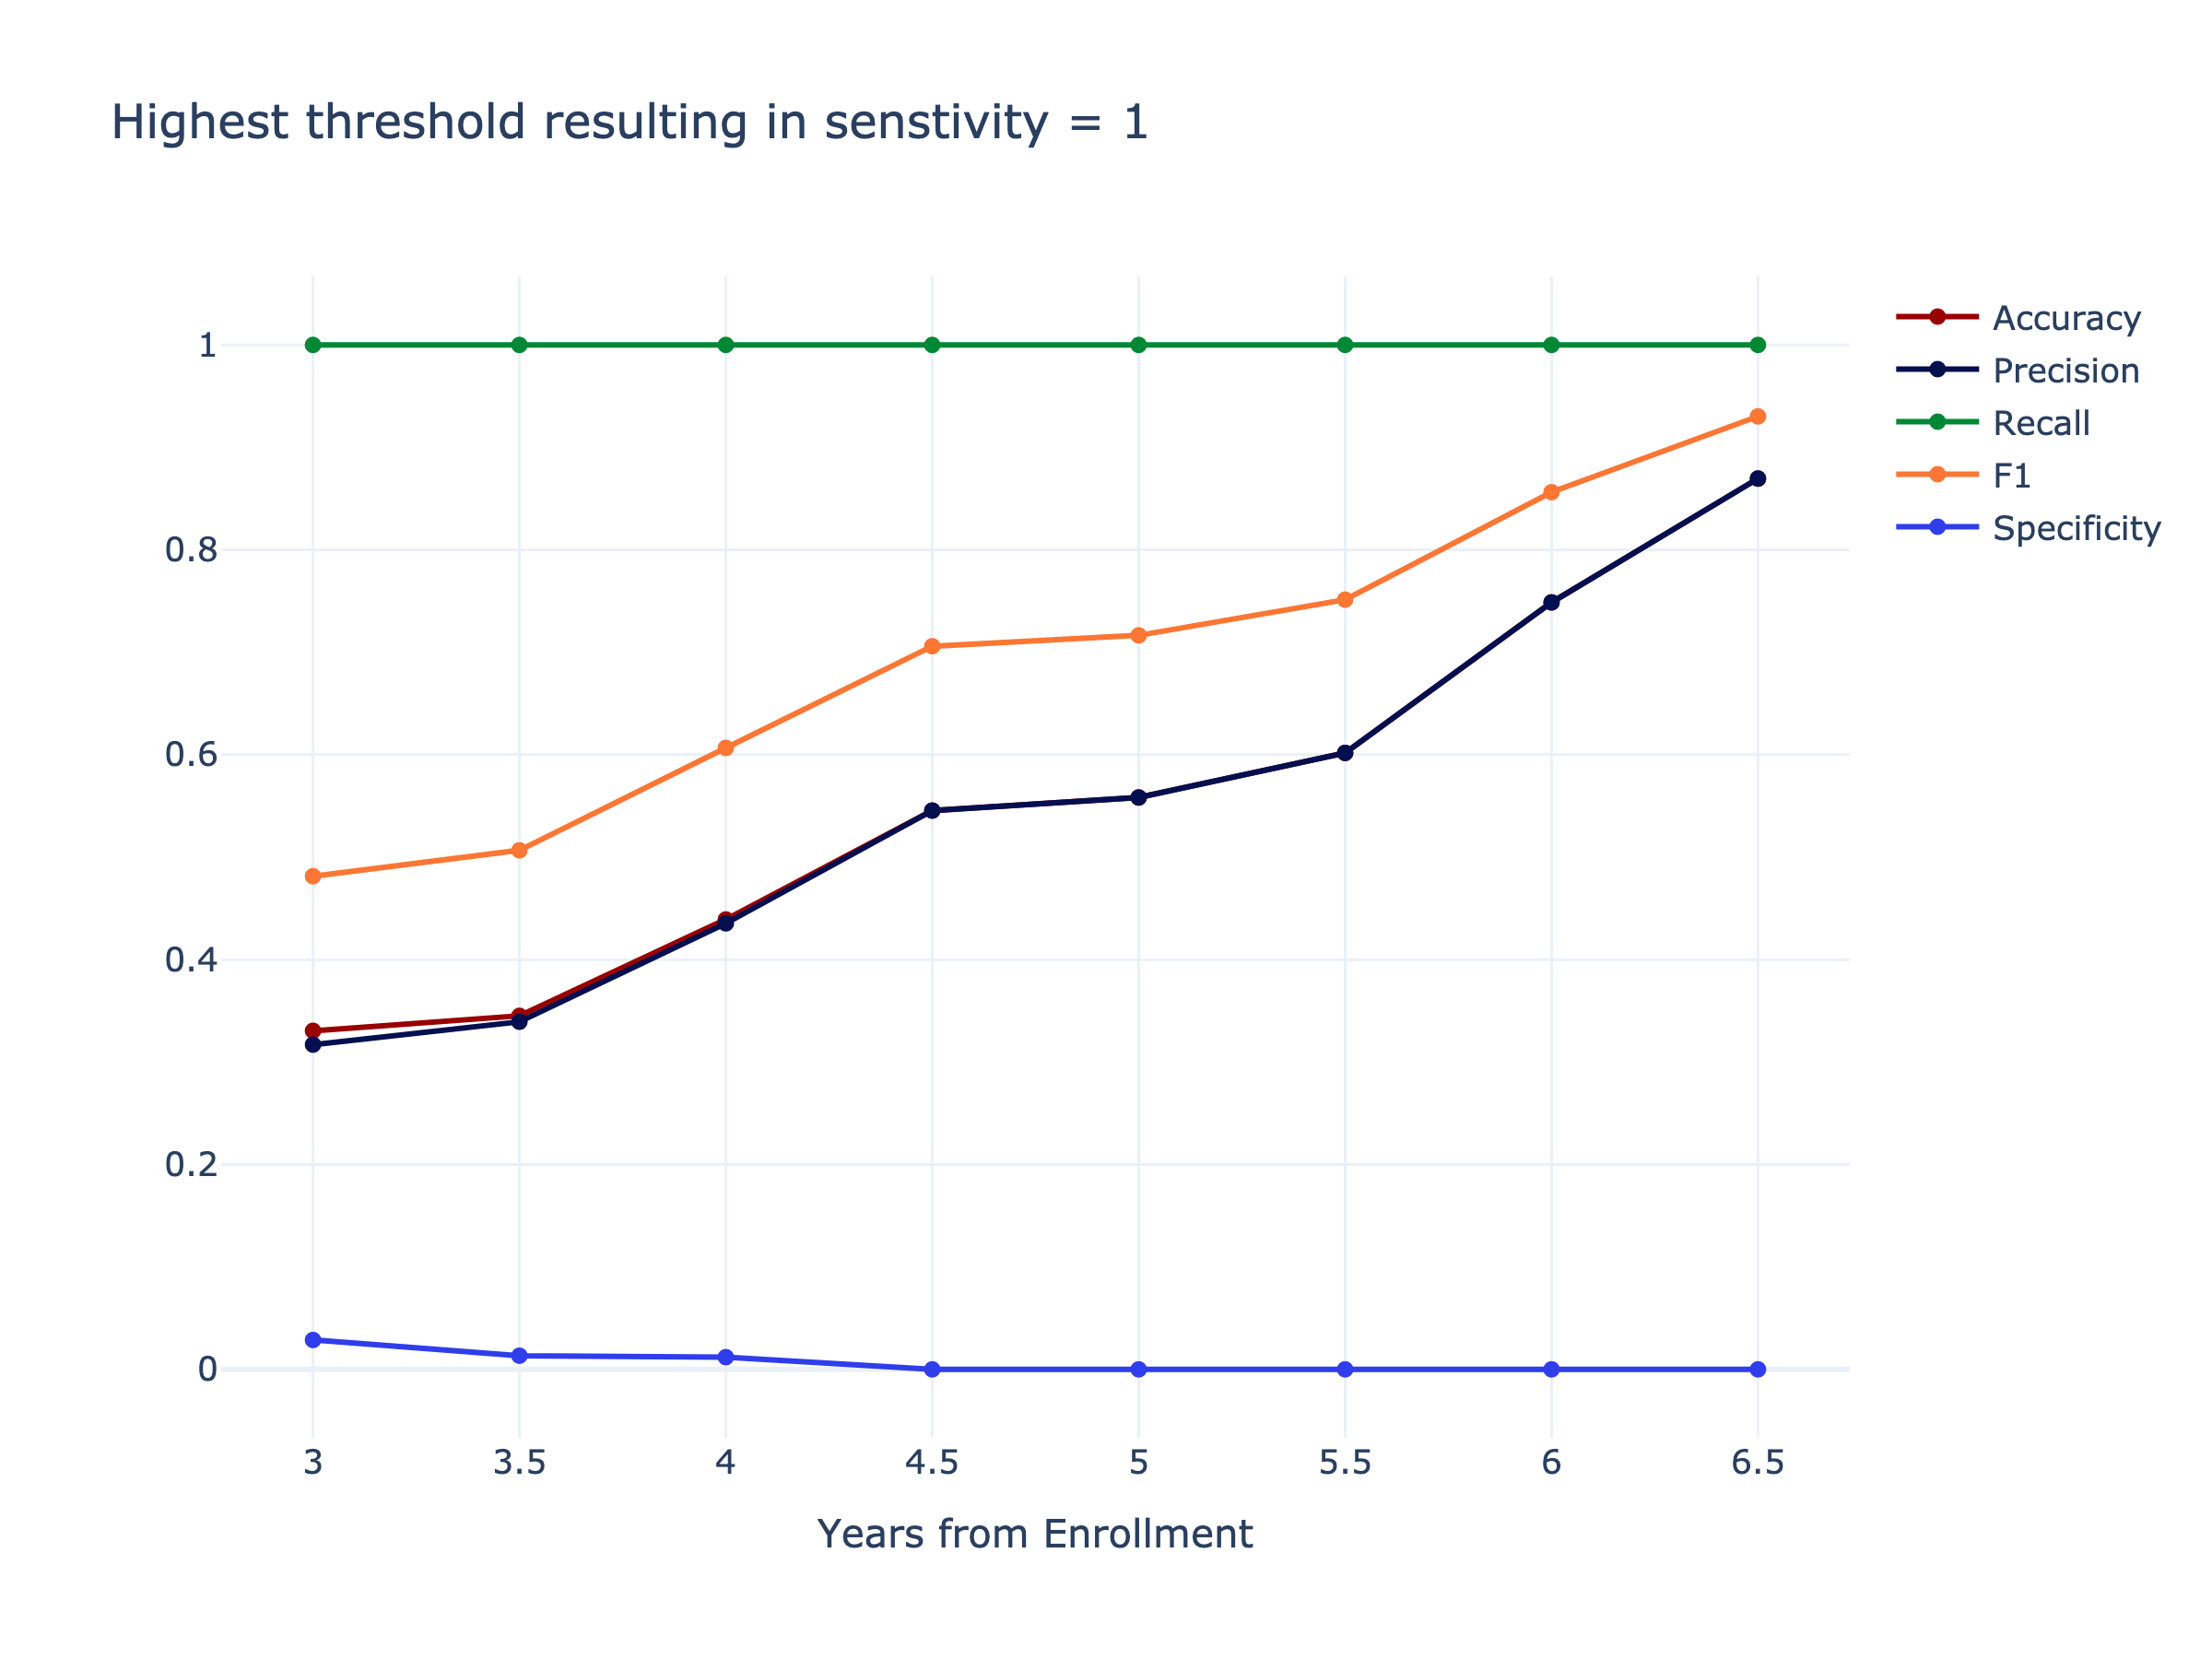 Highest threshold resulting in senstivity = 1
Accuracy
Precision
Recall
F1
Specificity
1
0.8
0.6
0.4
0.2
0
3 3.5 4 4.5 5 5.5 6 6.5
Years from Enrollment